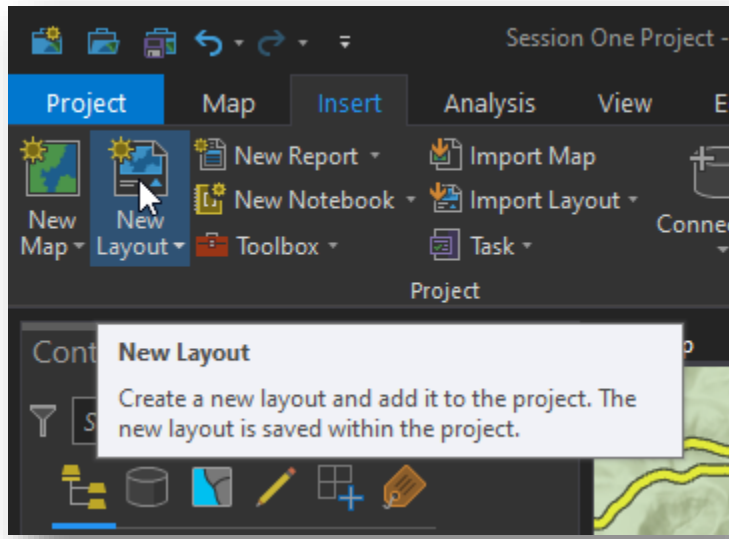 Session One Project -
Project Map Insert Analysis View E
New Report Import Map
New Notebook Import Layout
New New Connec
Map Layout Toolbox Task
Project
Cont
New Layout
Create a new layout and add it to the project. The
new layout is saved within the project.
S
p